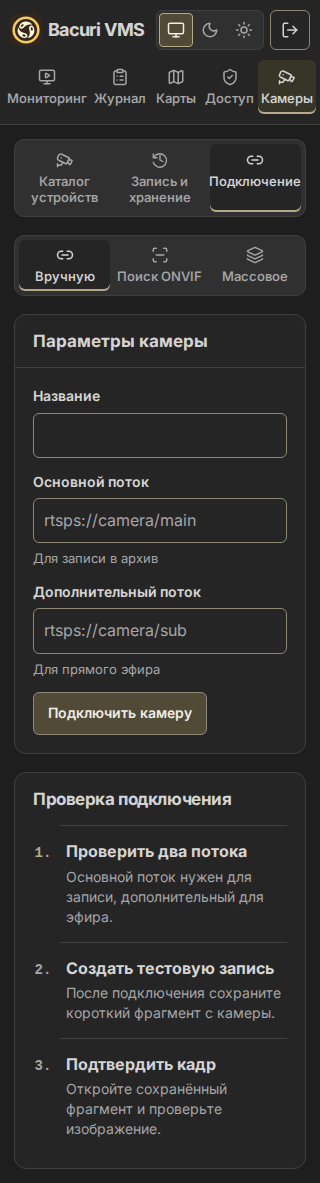 Bacuri VMS
Мониторинг Журнал Карты Доступ Камеры
Каталог устройств
Запись и хранение
Подключение
Вручную Поиск ONVIF Массовое
Параметры камеры
Название
Основной поток
rtsps://camera/main
Для записи в архив
Дополнительный поток
rtsps://camera/sub
Для прямого эфира
Подключить камеру
Проверка подключения
1. Проверить два потока
Основной поток нужен для
записи, дополнительный для
эфира.
2. Создать тестовую запись
После подключения сохраните
короткий фрагмент с камеры.
3. Подтвердить кадр
Откройте сохранённый
фрагмент и проверьте
изображение.